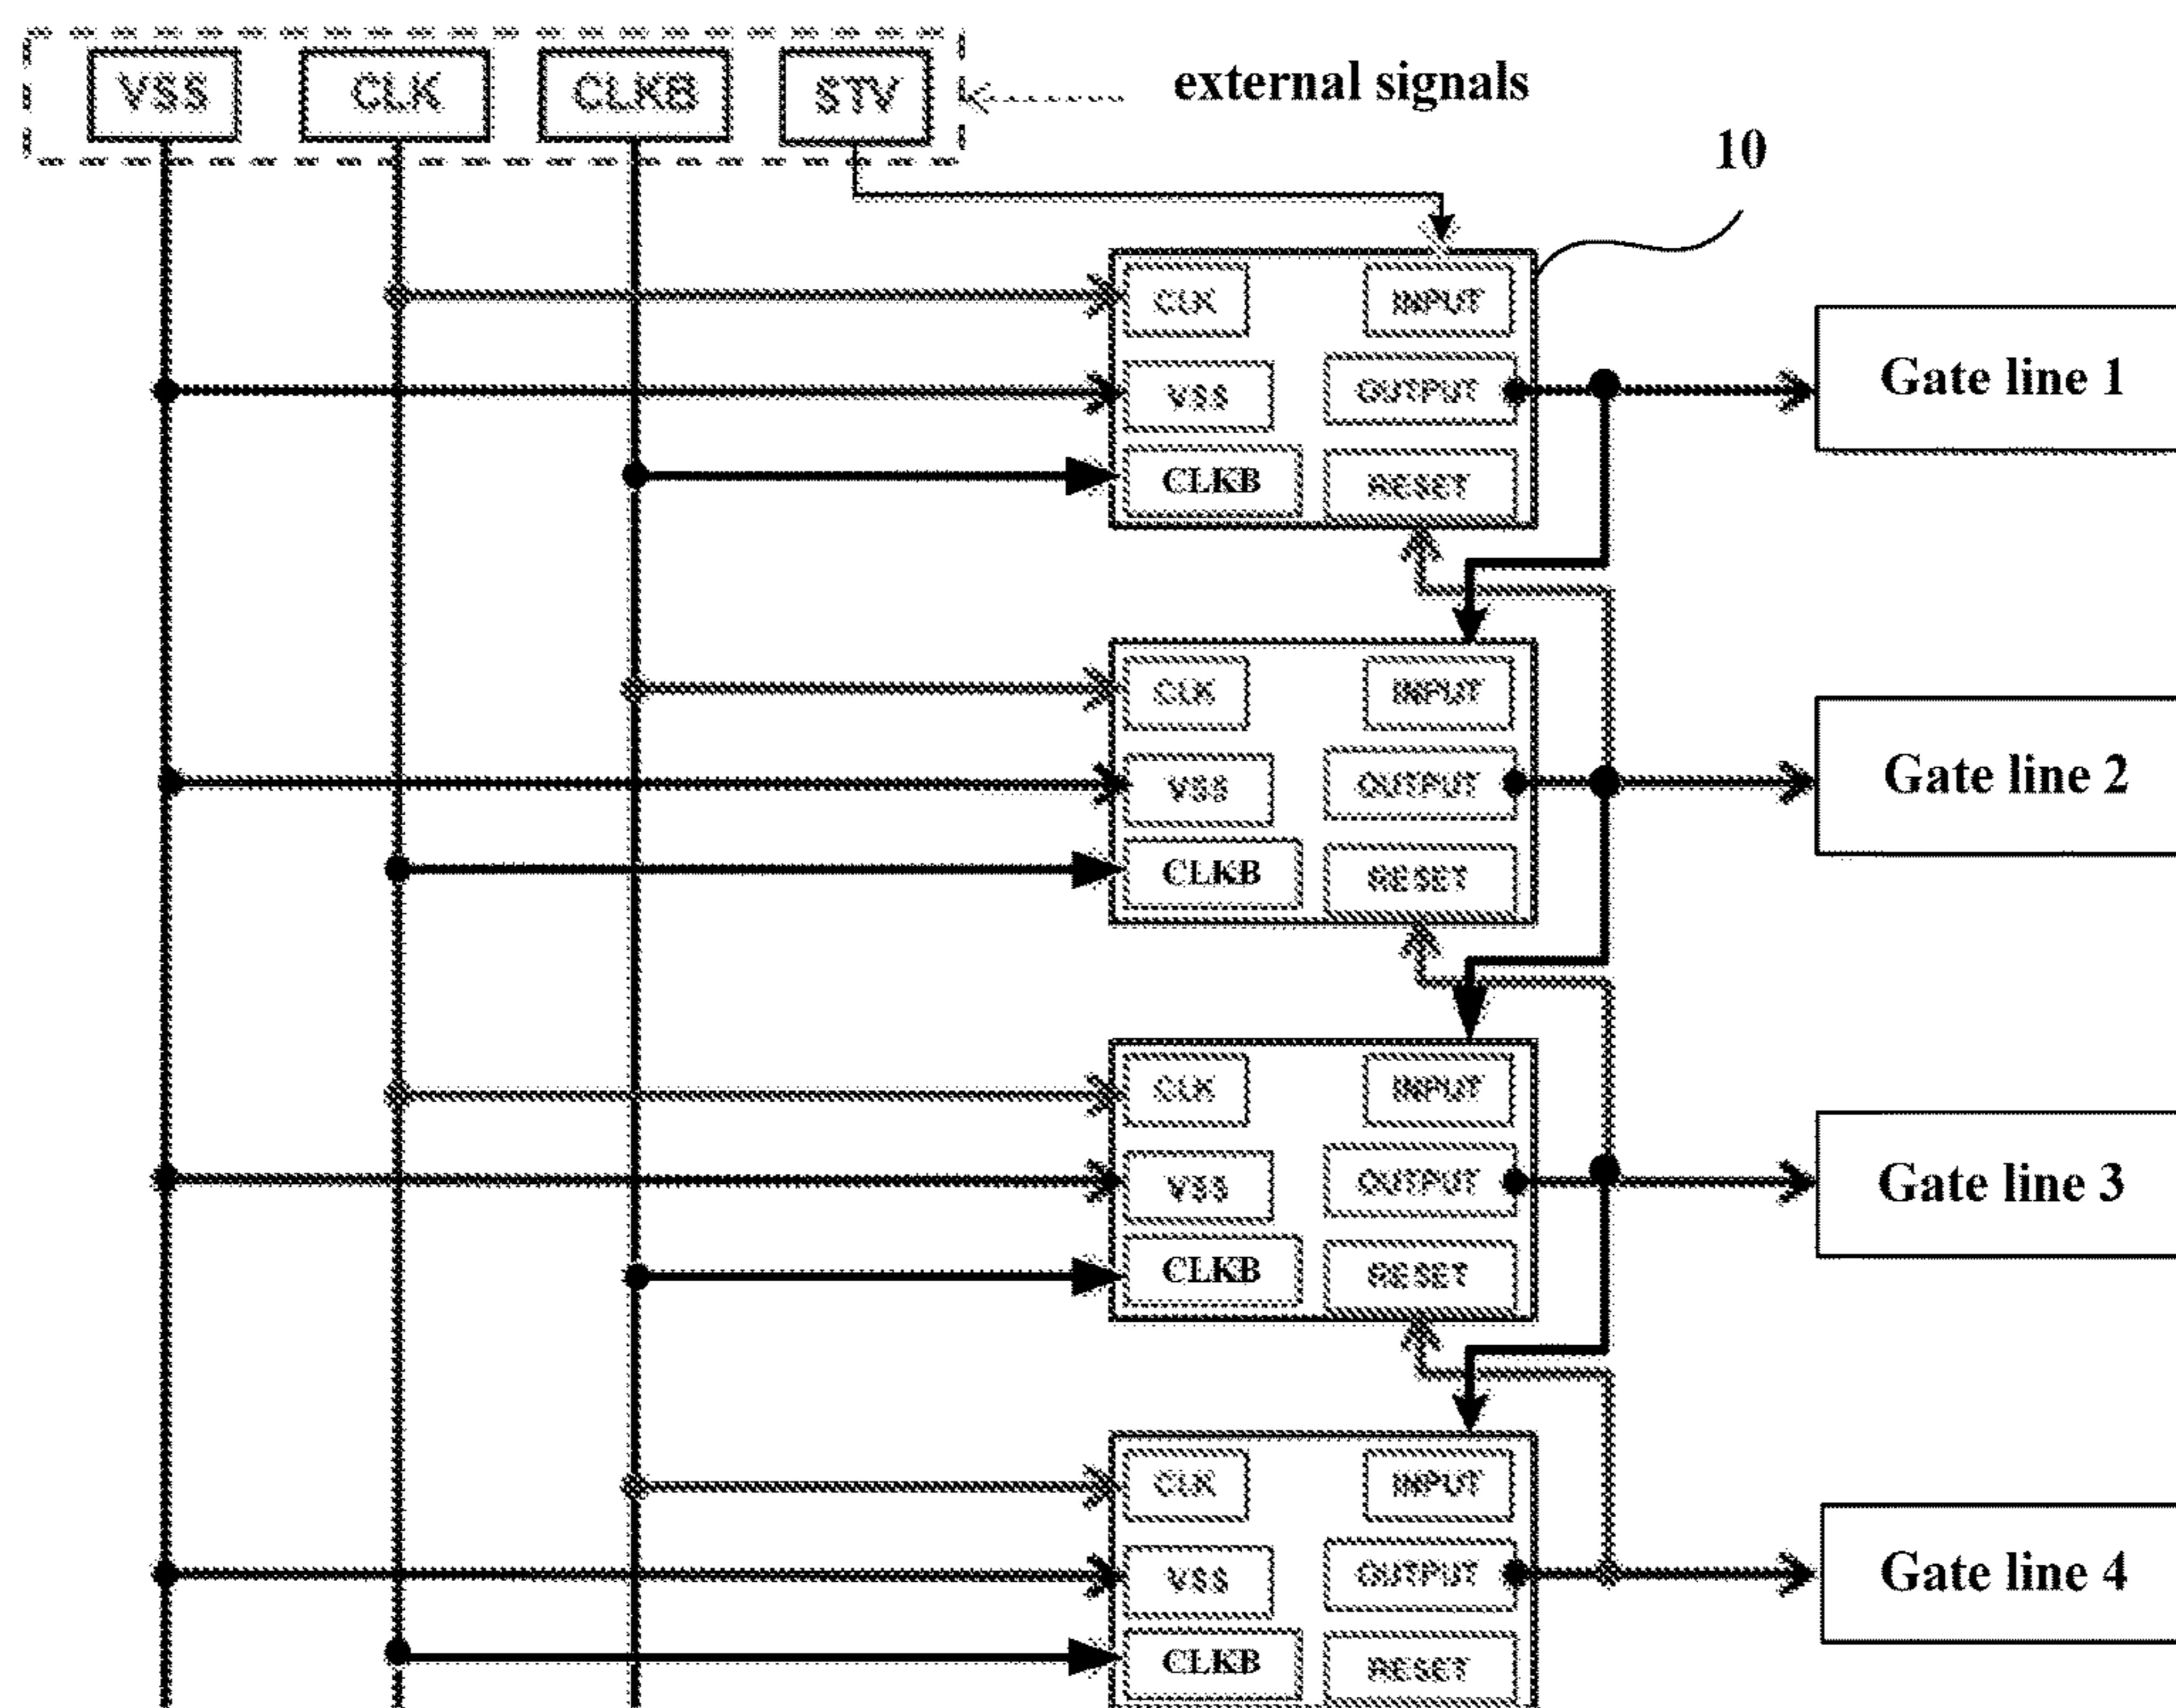 VSS CLK CLKB STV external signals
10
CLK INPUT
Gate line 1
VSS OUTPUT
CLKB RESET
CLK INPUT
Gate line 2
VSS OUTPUT
CLKB RESET
CLK INPUT
Gate line 3
VSS OUTPUT
CLKB RESET
CLK INPUT
Gate line 4
VSS OUTPUT
CLKB RESET